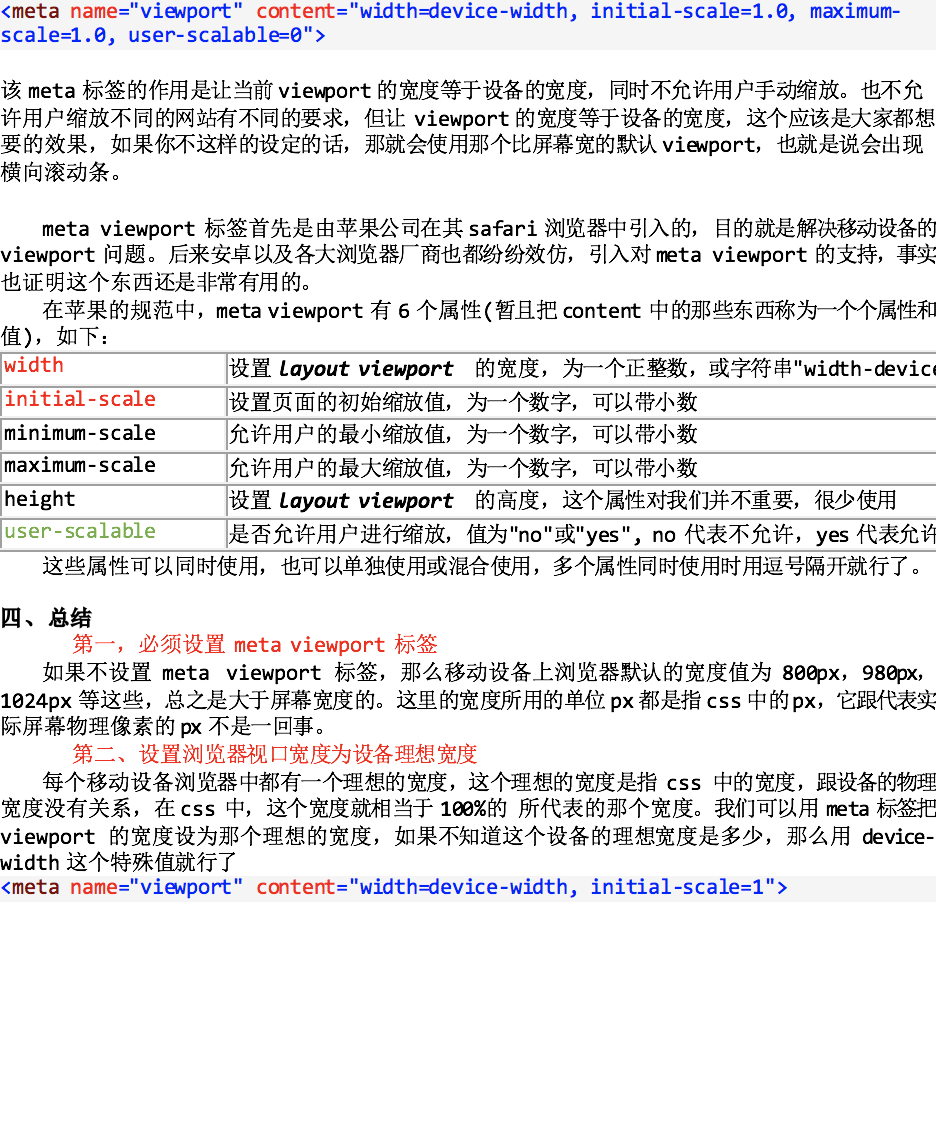 <meta name="viewport" content="width=device-width, initial-scale=1.0, maximum-
scale=1.0, user-scalable=0">
该 meta 标签的作用是让当前 viewport 的宽度等于设备的宽度，同时不允许用户手动缩放。也不允
许用户缩放不同的网站有不同的要求，但让 viewport 的宽度等于设备的宽度，这个应该是大家都想
要的效果，如果你不这样的设定的话，那就会使用那个比屏幕宽的默认 viewport，也就是说会出现
横向滚动条。
meta viewport 标签首先是由苹果公司在其 safari 浏览器中引入的，目的就是解决移动设备的
viewport 问题。后来安卓以及各大浏览器厂商也都纷纷效仿，引入对 meta viewport 的支持，事实
也证明这个东西还是非常有用的。
在苹果的规范中，meta viewport 有 6 个属性(暂且把 content 中的那些东西称为一个个属性和
值)，如下：
width 设置 layout viewport 的宽度，为一个正整数，或字符串"width-device
initial-scale 设置页面的初始缩放值，为一个数字，可以带小数
minimum-scale 允许用户的最小缩放值，为一个数字，可以带小数
maximum-scale 允许用户的最大缩放值，为一个数字，可以带小数
height 设置 layout viewport 的高度，这个属性对我们并不重要，很少使用
user-scalable 是否允许用户进行缩放，值为"no"或"yes", no 代表不允许，yes 代表允许
这些属性可以同时使用，也可以单独使用或混合使用，多个属性同时使用时用逗号隔开就行了。
四、总结
第一，必须设置 meta viewport 标签
如果不设置 meta viewport 标签，那么移动设备上浏览器默认的宽度值为 800px，980px，
1024px 等这些，总之是大于屏幕宽度的。这里的宽度所用的单位 px 都是指 css 中的 px，它跟代表实
际屏幕物理像素的 px 不是一回事。
第二、设置浏览器视口宽度为设备理想宽度
每个移动设备浏览器中都有一个理想的宽度，这个理想的宽度是指 css 中的宽度，跟设备的物理
宽度没有关系，在 css 中，这个宽度就相当于 100%的 所代表的那个宽度。我们可以用 meta 标签把
viewport 的宽度设为那个理想的宽度，如果不知道这个设备的理想宽度是多少，那么用 device-
width 这个特殊值就行了
<meta name="viewport" content="width=device-width, initial-scale=1">